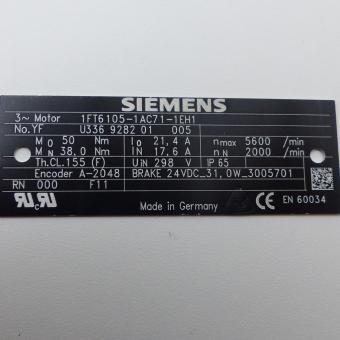 SIEMENS
3~ Motor 1FT6105-1AC71-1EH1
No.YF U336 9282 01 005
M0 50 Nm I0 21,4 A nmax 5600 /min
MN 38.0 Nm IN 17,6 A nN 2000 /min
Th.CL.155 (F) UIN 298 V IP 65
Encoder A-2048 BRAKE 24VDC_31,0W_3005701
RN 000 F11
Made in Germany
CE EN 60034